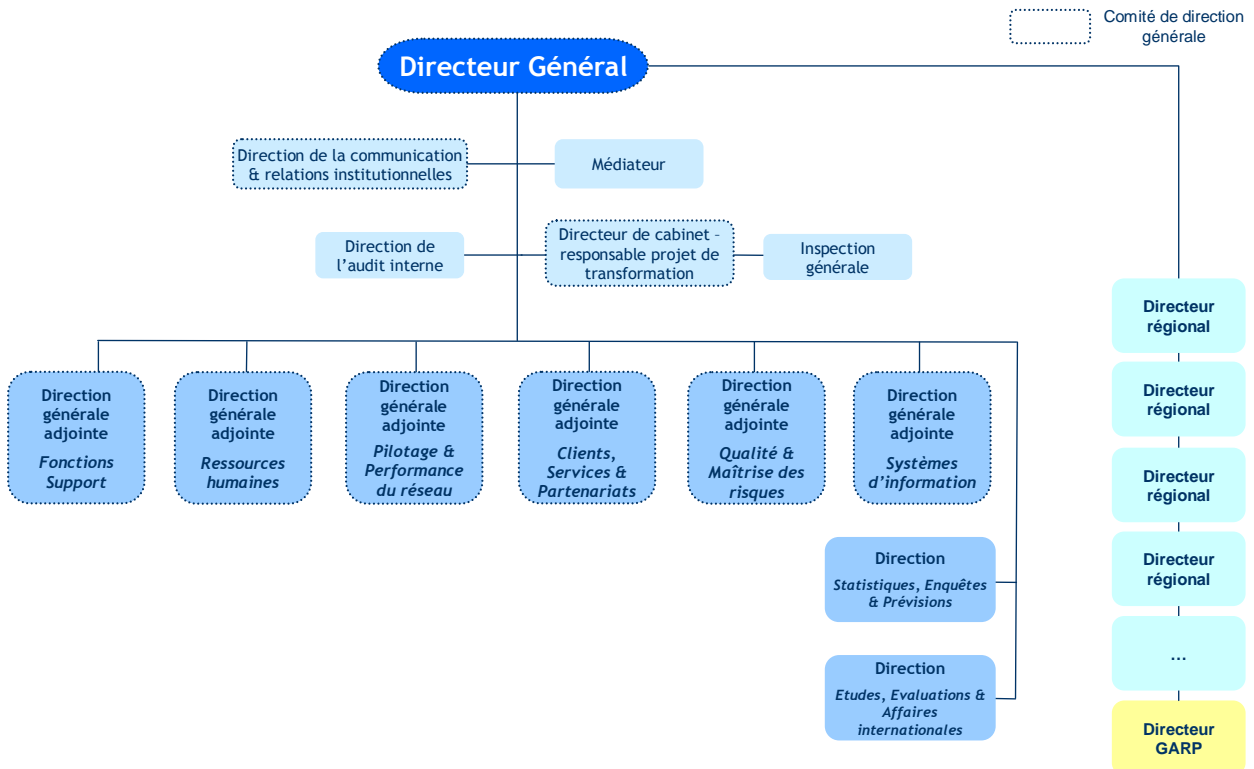 Comité de direction
générale
Directeur Général
Direction de la communication
& relations institutionnelles
Médiateur
Direction de
l’audit interne
Directeur de cabinet –
responsable projet de
transformation
Inspection
générale
Direction
générale
adjointe
Fonctions
Support
Direction
générale
adjointe
Ressources
humaines
Direction
générale
adjointe
Pilotage &
Performance
du réseau
Direction
générale
adjointe
Clients,
Services &
Partenariats
Direction
générale
adjointe
Qualité &
Maîtrise des
risques
Direction
générale
adjointe
Systèmes
d’information
Direction
Statistiques, Enquêtes
& Prévisions
Direction
Etudes, Evaluations &
Affaires
internationales
Directeur
régional
Directeur
régional
Directeur
régional
Directeur
régional
...
Directeur
GARP